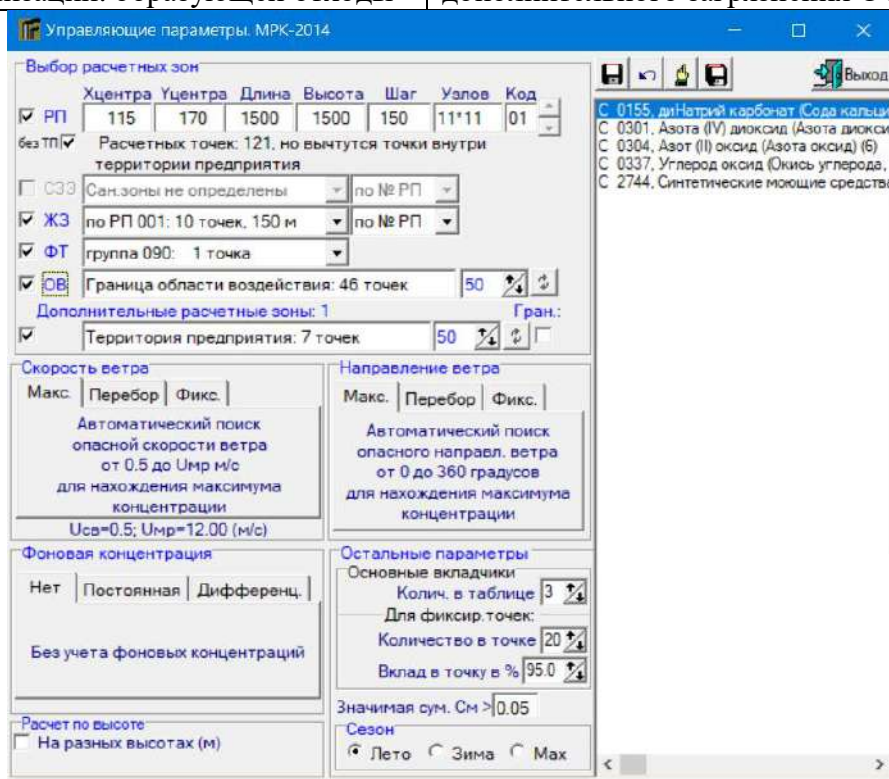 Управляющие параметры. МРК-2014
Выход
Выбор расчетных зон
Xцентра Yцентра Длина Высота Шаг Узлов Код
РП 115 170 1500 1500 150 11*11 01
без ТП Расчетных точек: 121, но вычтутся точки внутри
территории предприятия
СЗЗ Сан.зоны не определены по № РП
ЖЗ по РП 001: 10 точек, 150 м по № РП
ФТ группа 090: 1 точка
ОВ Граница области воздействия: 46 точек 50
Дополнительные расчетные зоны: 1 Гран.:
Территория предприятия: 7 точек 50
Скорость ветра
Макс. Перебор Фикс.
Автоматический поиск
опасной скорости ветра
от 0.5 до Uмр м/с
для нахождения максимума
концентрации
Uсв=0.5; Uмр=12.00 (м/с)
Направление ветра
Макс. Перебор Фикс.
Автоматический поиск
опасного направл. ветра
от 0 до 360 градусов
для нахождения максимума
концентрации
Фоновая концентрация
Нет Постоянная Дифференц.
Без учета фоновых концентраций
Остальные параметры
Основные вкладчики
Колич. в таблице 3
Для фиксир.точек:
Количество в точке 20
Вклад в точку в % 95.0
Значимая сум. См > 0.05
Расчет по высоте
На разных высотах (м)
Сезон
Лето Зима Max
С 0155, диНатрий карбонат (Сода кальци
С 0301, Азота (IV) диоксид (Азота диокси
С 0304, Азот (II) оксид (Азота оксид) (6)
С 0337, Углерод оксид (Окись углерода,
С 2744, Синтетические моющие средства